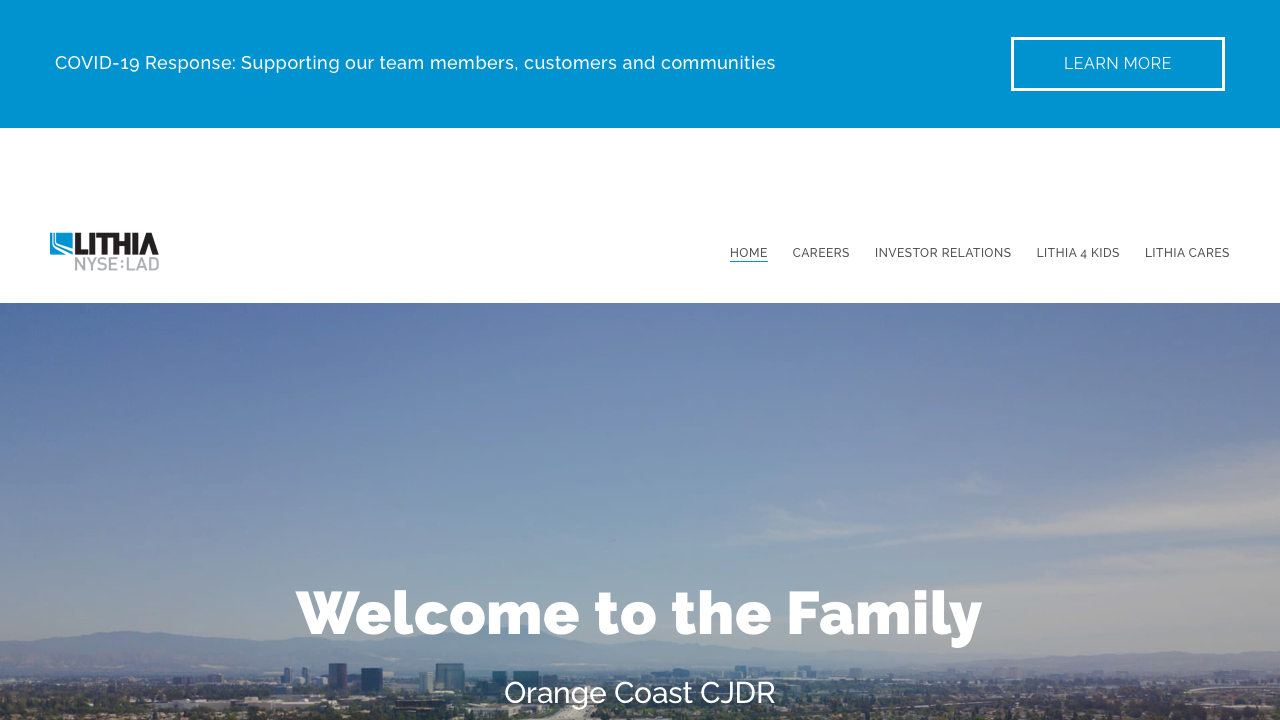 COVID-19 Response: Supporting our team members, customers and communities
LEARN MORE
LITHIA
NYSE:LAD
HOME
CAREERS
INVESTOR RELATIONS
LITHIA 4 KIDS
LITHIA CARES
Welcome to the Family
Orange Coast CJDR